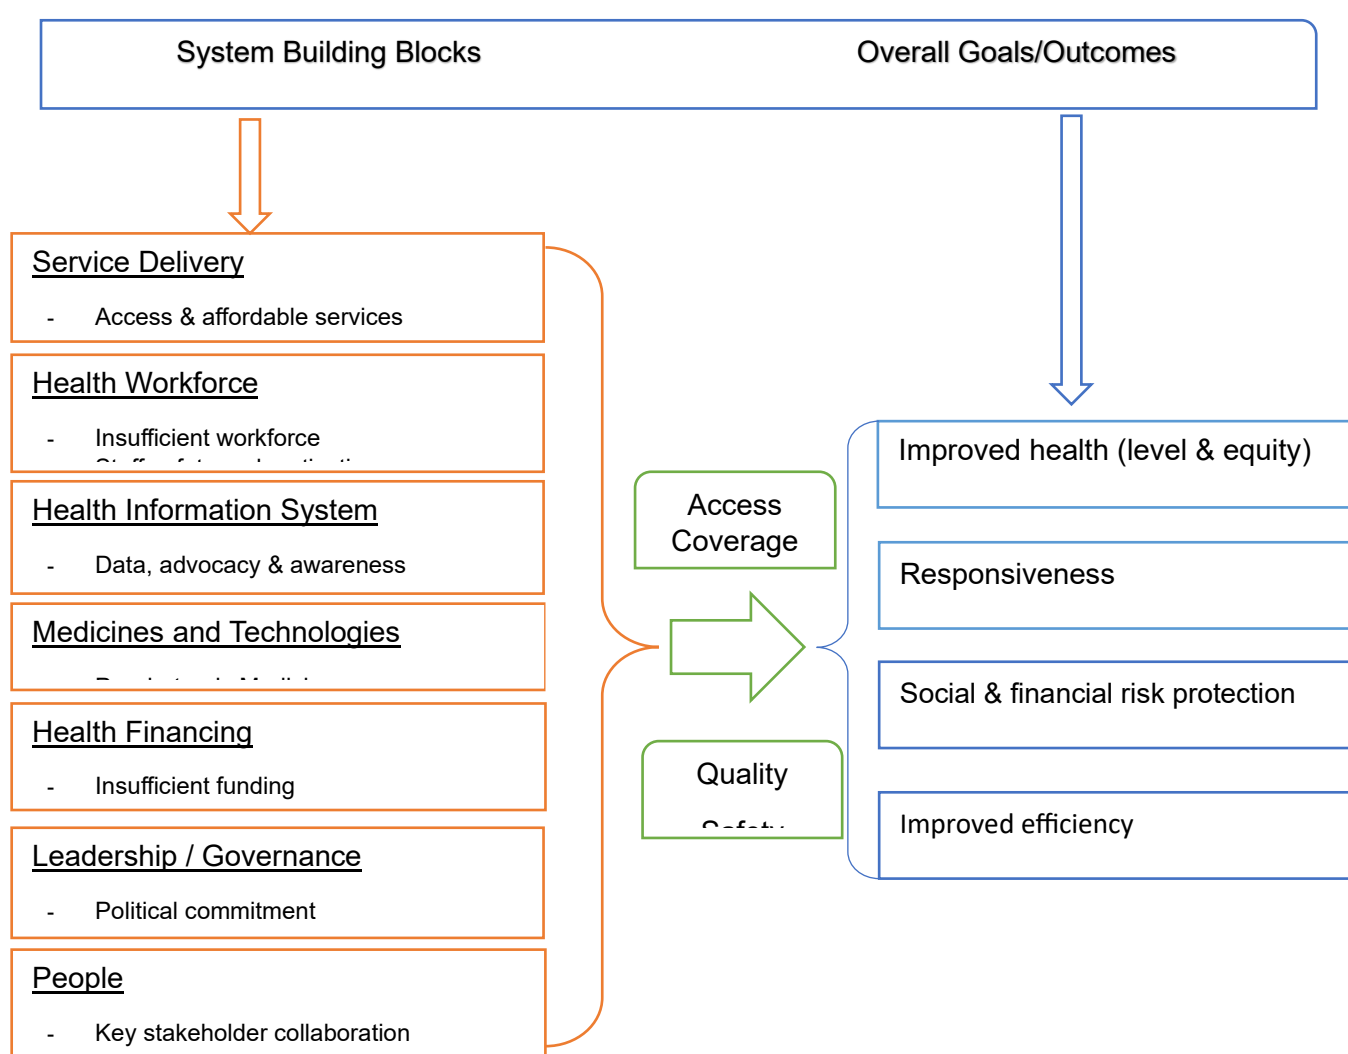 System Building Blocks
Overall Goals/Outcomes
Service Delivery
- Access & affordable services
Health Workforce
- Insufficient workforce
Health Information System
- Data, advocacy & awareness
Medicines and Technologies
Health Financing
- Insufficient funding
Leadership / Governance
- Political commitment
People
- Key stakeholder collaboration
Access
Coverage
Quality
Safety
Improved health (level & equity)
Responsiveness
Social & financial risk protection
Improved efficiency